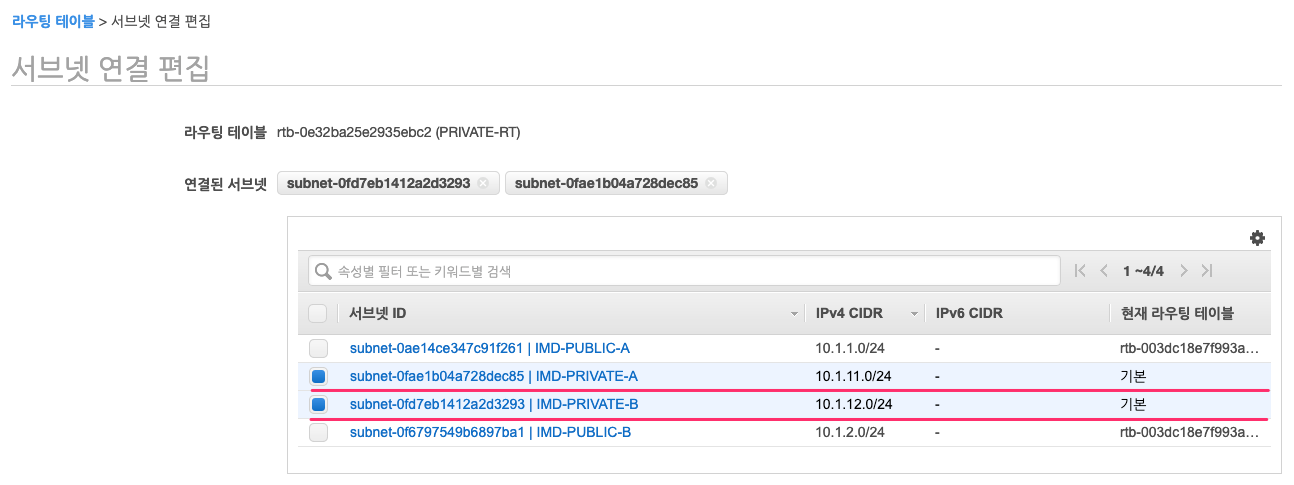 라우팅 테이블 > 서브넷 연결 편집
서브넷 연결 편집
라우팅 테이블 rtb-0e32ba25e2935ebc2 (PRIVATE-RT)
연결된 서브넷 subnet-0fd7eb1412a2d3293 subnet-0fae1b04a728dec85
속성별 필터 또는 키워드별 검색 1 ~4/4
서브넷 ID IPv4 CIDR IPv6 CIDR 현재 라우팅 테이블
subnet-0ae14ce347c91f261 | IMD-PUBLIC-A 10.1.1.0/24 - rtb-003dc18e7f993a…
subnet-0fae1b04a728dec85 | IMD-PRIVATE-A 10.1.11.0/24 - 기본
subnet-0fd7eb1412a2d3293 | IMD-PRIVATE-B 10.1.12.0/24 - 기본
subnet-0f6797549b6897ba1 | IMD-PUBLIC-B 10.1.2.0/24 - rtb-003dc18e7f993a…